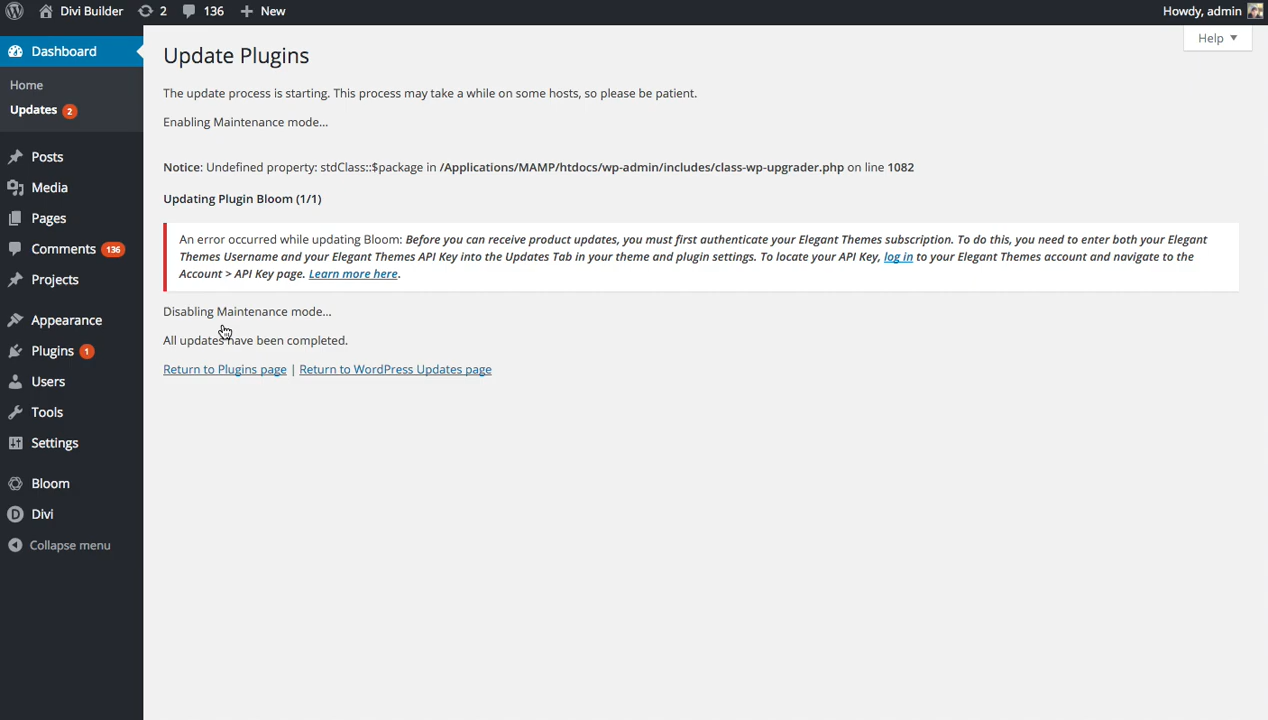 Divi Builder 2 136 New Howdy, admin
Help
Dashboard
Home
Updates 2
Posts
Media
Pages
Comments 136
Projects
Appearance
Plugins 1
Users
Tools
Settings
Bloom
Divi
Collapse menu
Update Plugins
The update process is starting. This process may take a while on some hosts, so please be patient.
Enabling Maintenance mode...
Notice: Undefined property: stdClass::$package in /Applications/MAMP/htdocs/wp-admin/includes/class-wp-upgrader.php on line 1082
Updating Plugin Bloom (1/1)
An error occurred while updating Bloom: Before you can receive product updates, you must first authenticate your Elegant Themes subscription. To do this, you need to enter both your Elegant
Themes Username and your Elegant Themes API Key into the Updates Tab in your theme and plugin settings. To locate your API Key, log in to your Elegant Themes account and navigate to the
Account > API Key page. Learn more here.
Disabling Maintenance mode...
All updates have been completed.
Return to Plugins page | Return to WordPress Updates page